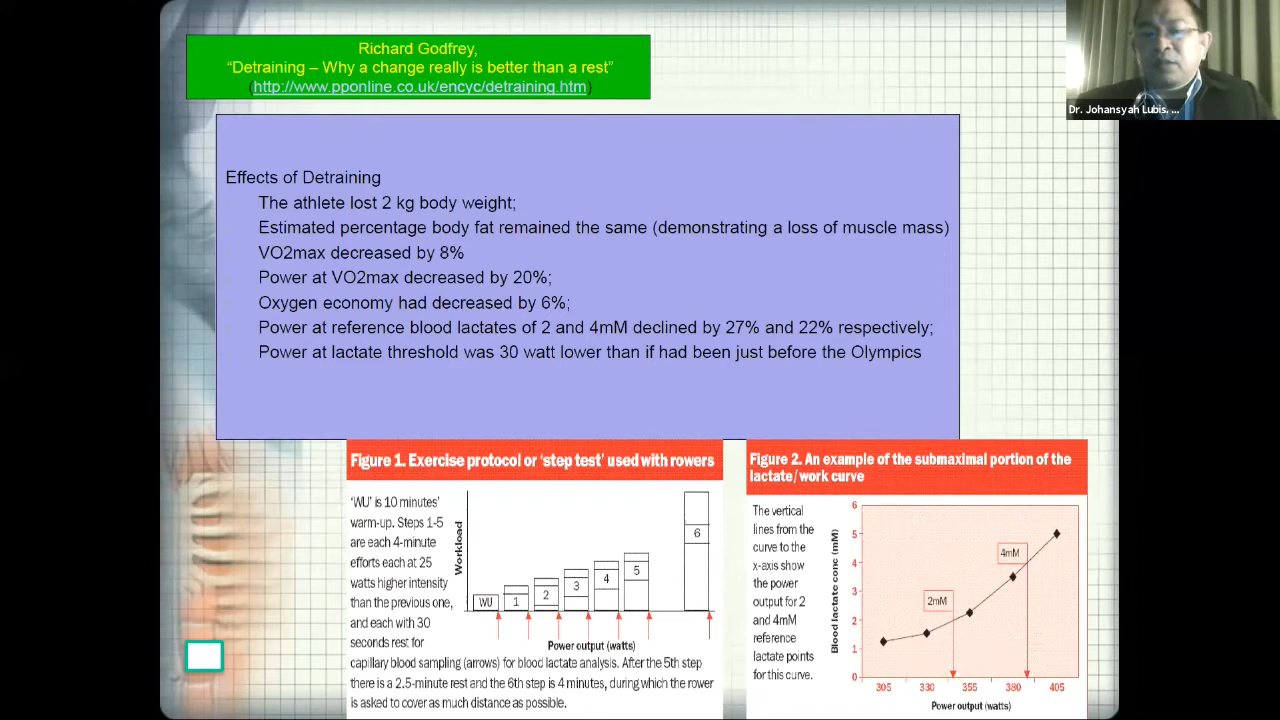 Richard Godfrey,
“Detraining – Why a change really is better than a rest”
(http://www.pponline.co.uk/encyc/detraining.htm)
Dr. Johansyah Lubis. ...
Effects of Detraining
The athlete lost 2 kg body weight;
Estimated percentage body fat remained the same (demonstrating a loss of muscle mass)
VO2max decreased by 8%
Power at VO2max decreased by 20%;
Oxygen economy had decreased by 6%;
Power at reference blood lactates of 2 and 4mM declined by 27% and 22% respectively;
Power at lactate threshold was 30 watt lower than if had been just before the Olympics
Figure 1. Exercise protocol or ‘step test’ used with rowers
‘WU’ is 10 minutes’
warm-up. Steps 1-5
are each 4-minute
efforts each at 25
watts higher intensity
than the previous one,
and each with 30
seconds rest for
capillary blood sampling (arrows) for blood lactate analysis. After the 5th step
there is a 2.5-minute rest and the 6th step is 4 minutes, during which the rower
is asked to cover as much distance as possible.
Workload
WU
1
2
3
4
5
6
Power output (watts)
Figure 2. An example of the submaximal portion of the
lactate/work curve
The vertical
lines from the
curve to the
x-axis show
the power
output for 2
and 4mM
reference
lactate points
for this curve.
Blood lactate conc (mM)
6
5
4
3
2
1
0
2mM
4mM
305 330 355 380 405
Power output (watts)